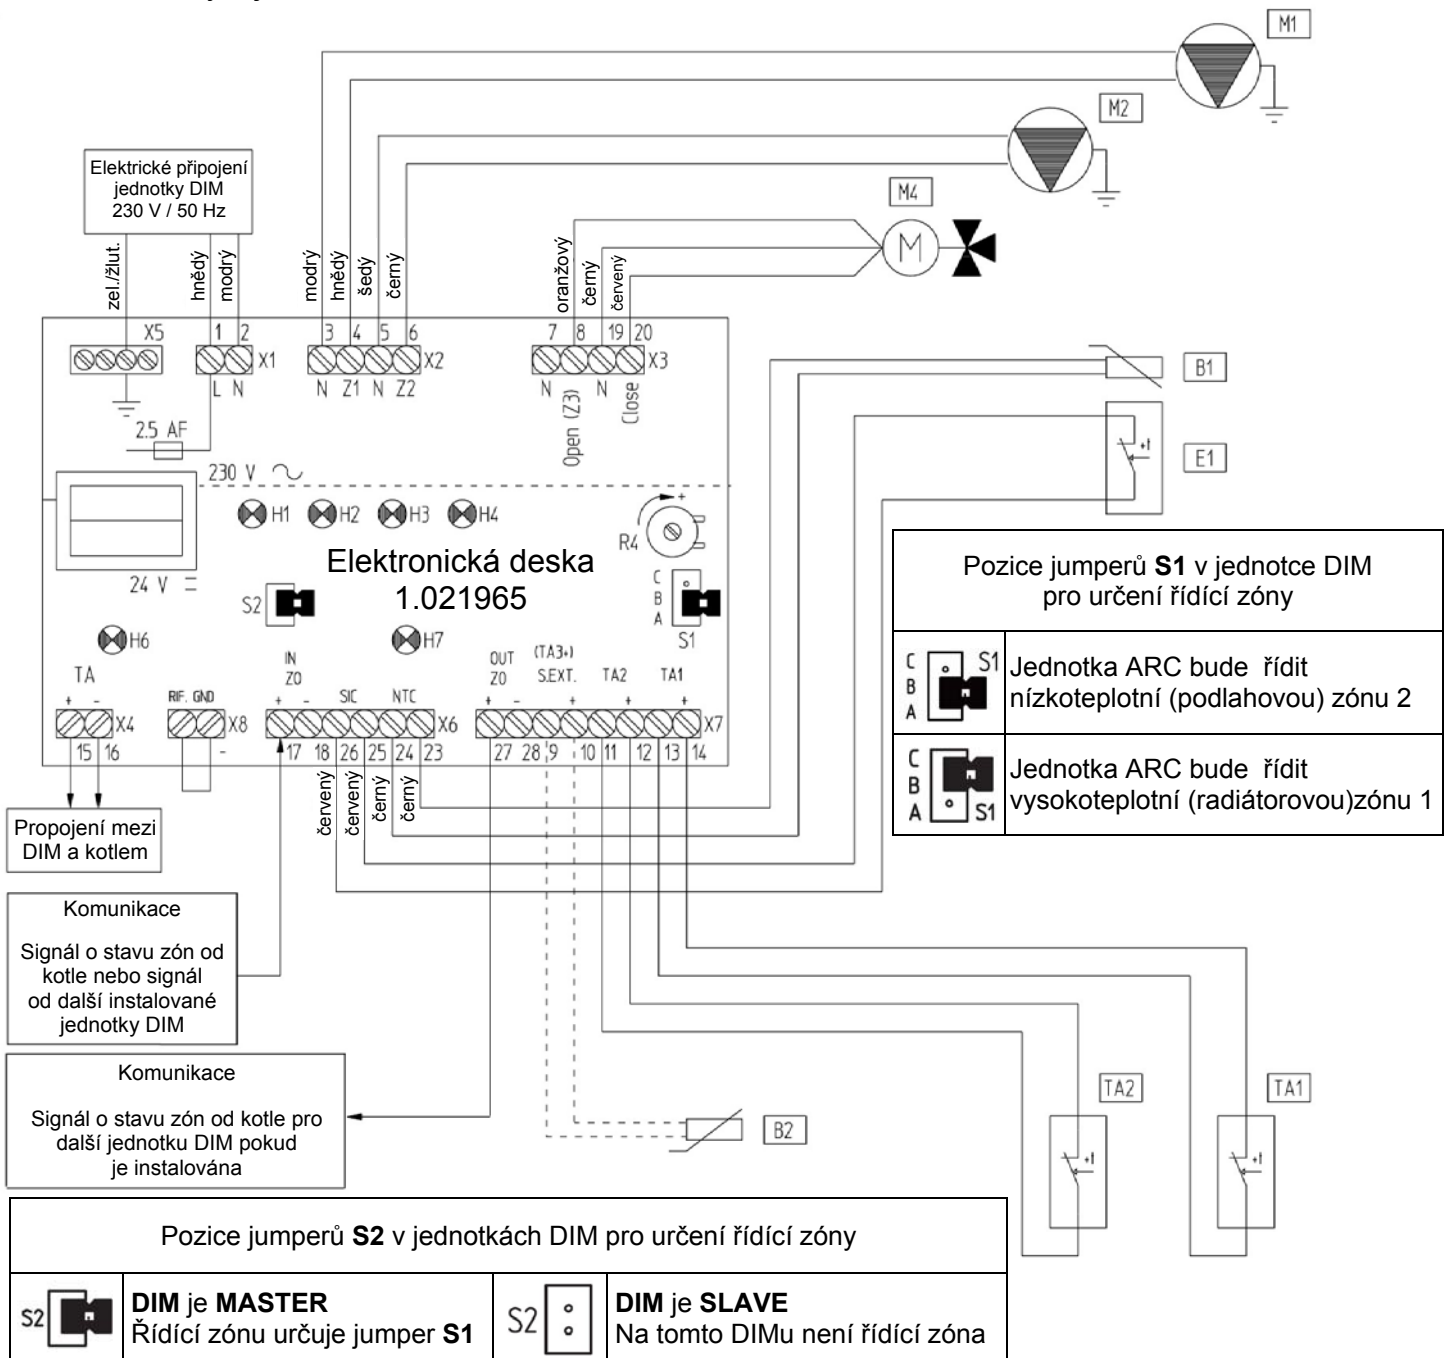 M1
M2
M4
Elektrické připojení
jednotky DIM
230 V / 50 Hz
zel./žlut.
hnědý
modrý
modrý
hnědý
šedý
černý
oranžový
černý
červený
X5
1 2
X1
L N
3 4 5 6
X2
N Z1 N Z2
7 8 19 20
X3
N
Open (Z3)
N
Close
2.5 AF
230 V
B1
+t
E1
H1
H2
H3
H4
R4
+
Elektronická deska
1.021965
24 V
S2
C
B
A
S1
H6
H7
TA
+ -
X4
15 16
RIF. GND
X8
-
IN
Z0
+ -
SIC
NTC
X6
17 18 26 25 24 23
OUT
Z0
+ -
(TA3+)
S.EXT.
+
TA2
+
TA1
+
X7
27 28 9 10 11 12 13 14
červený
červený
černý
černý
Pozice jumperů S1 v jednotce DIM
pro určení řídící zóny
C
B
A
S1
Jednotka ARC bude řídit
nízkoteplotní (podlahovou) zónu 2
C
B
A
S1
Jednotka ARC bude řídit
vysokoteplotní (radiátorovou)zónu 1
Propojení mezi
DIM a kotlem
Komunikace
Signál o stavu zón od
kotle nebo signál
od další instalované
jednotky DIM
Komunikace
Signál o stavu zón od kotle pro
další jednotku DIM pokud
je instalována
B2
TA2
+t
TA1
+t
Pozice jumperů S2 v jednotkách DIM pro určení řídící zóny
S2
DIM je MASTER
Řídící zónu určuje jumper S1
S2
DIM je SLAVE
Na tomto DIMu není řídící zóna